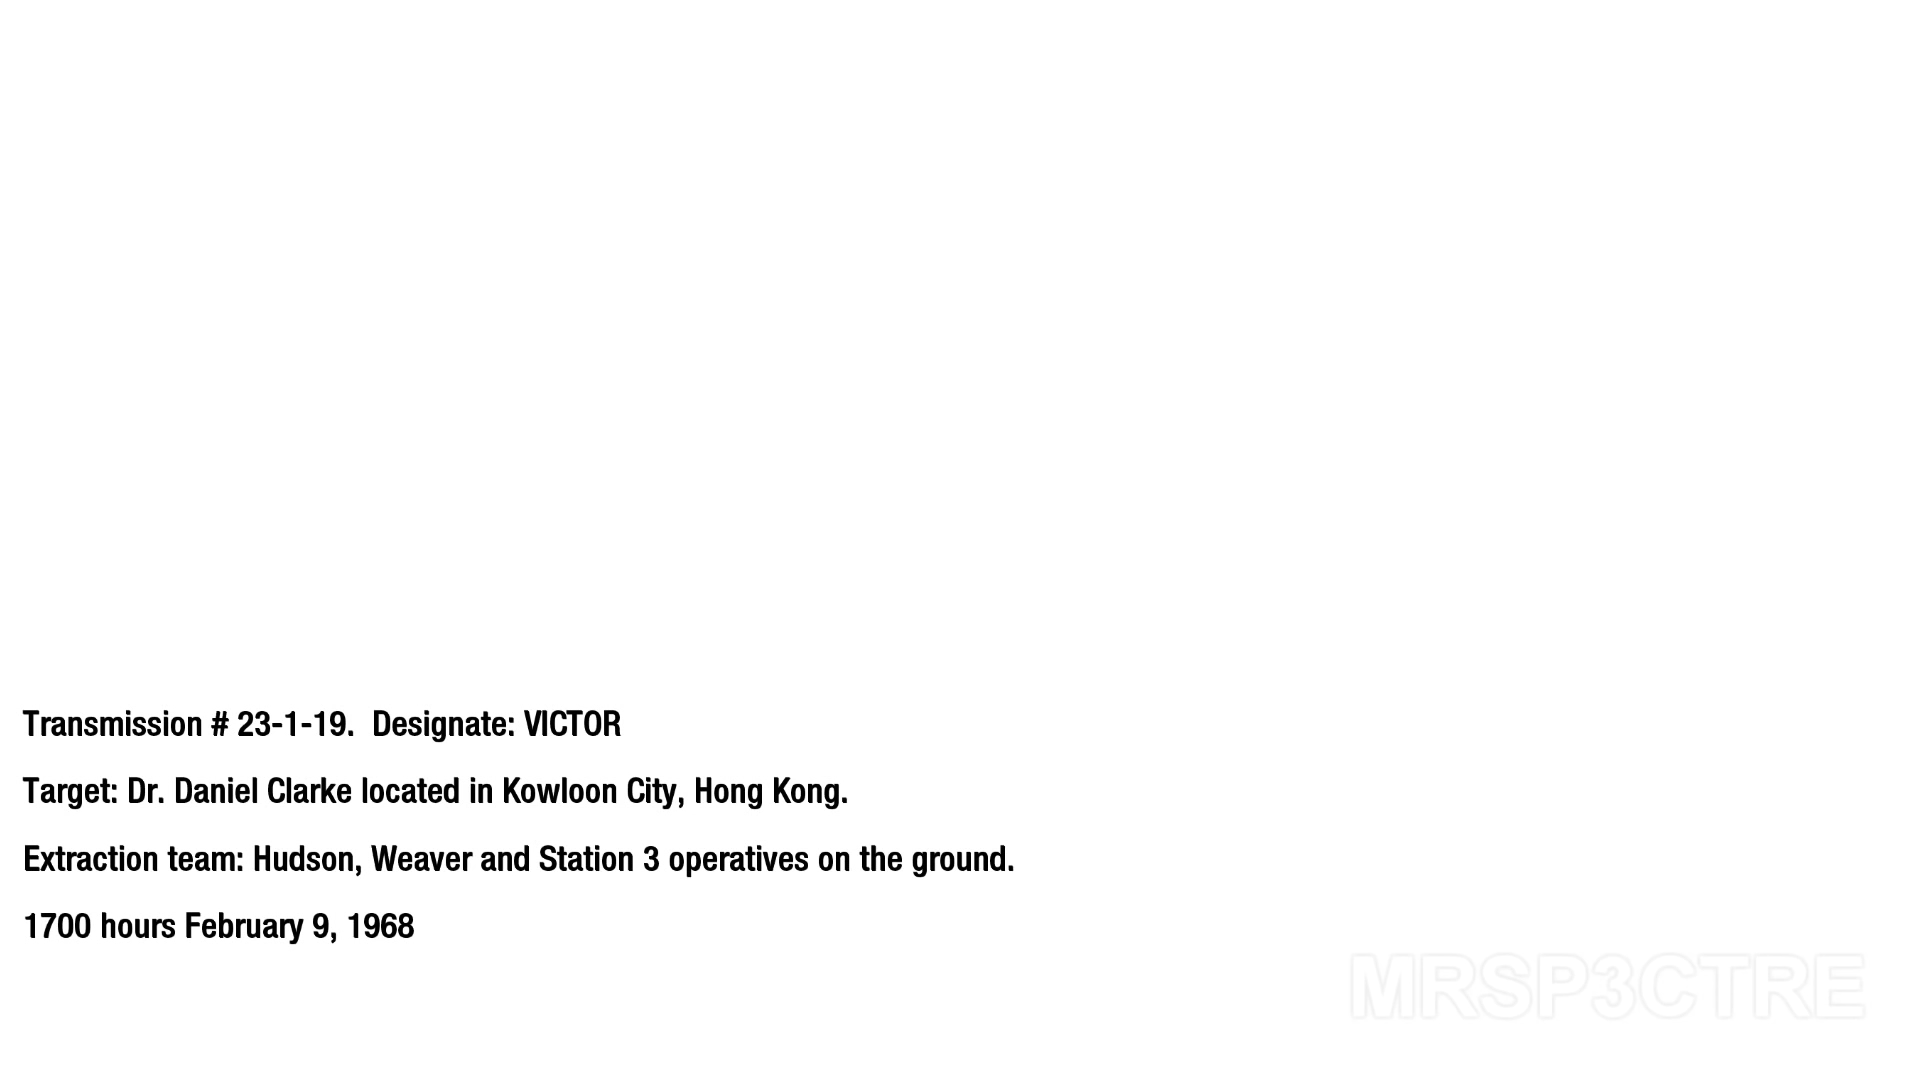 Transmission # 23-1-19.  Designate: VICTOR
Target: Dr. Daniel Clarke located in Kowloon City, Hong Kong.
Extraction team: Hudson, Weaver and Station 3 operatives on the ground.
1700 hours February 9, 1968
MRSP3CTRE